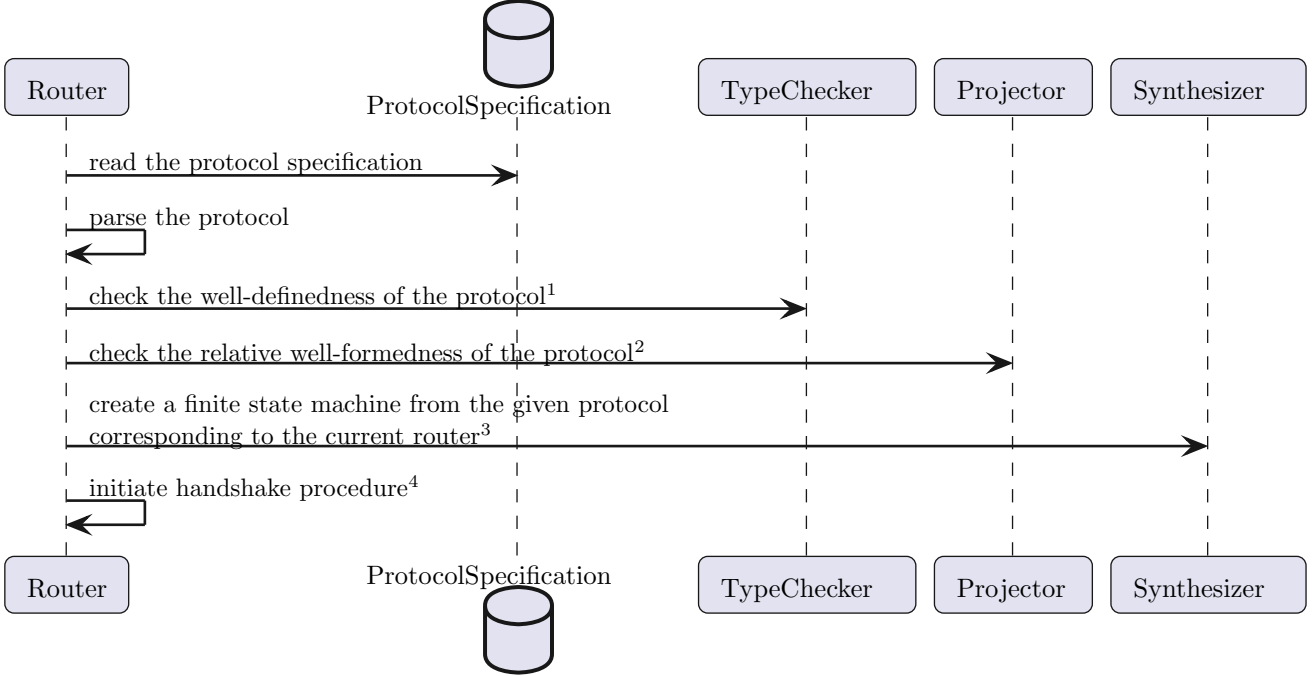 Router
ProtocolSpecification
TypeChecker
Projector
Synthesizer
read the protocol specification
parse the protocol
check the well-definedness of the protocol¹
check the relative well-formedness of the protocol²
create a finite state machine from the given protocol
corresponding to the current router³
initiate handshake procedure⁴
Router
ProtocolSpecification
TypeChecker
Projector
Synthesizer